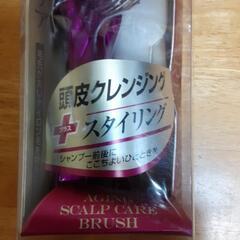 頭皮クレンジング
プラス
スタイリング
シャンプー前後に
ここちよいひとときを
AGING
SCALP CARE
BRUSH